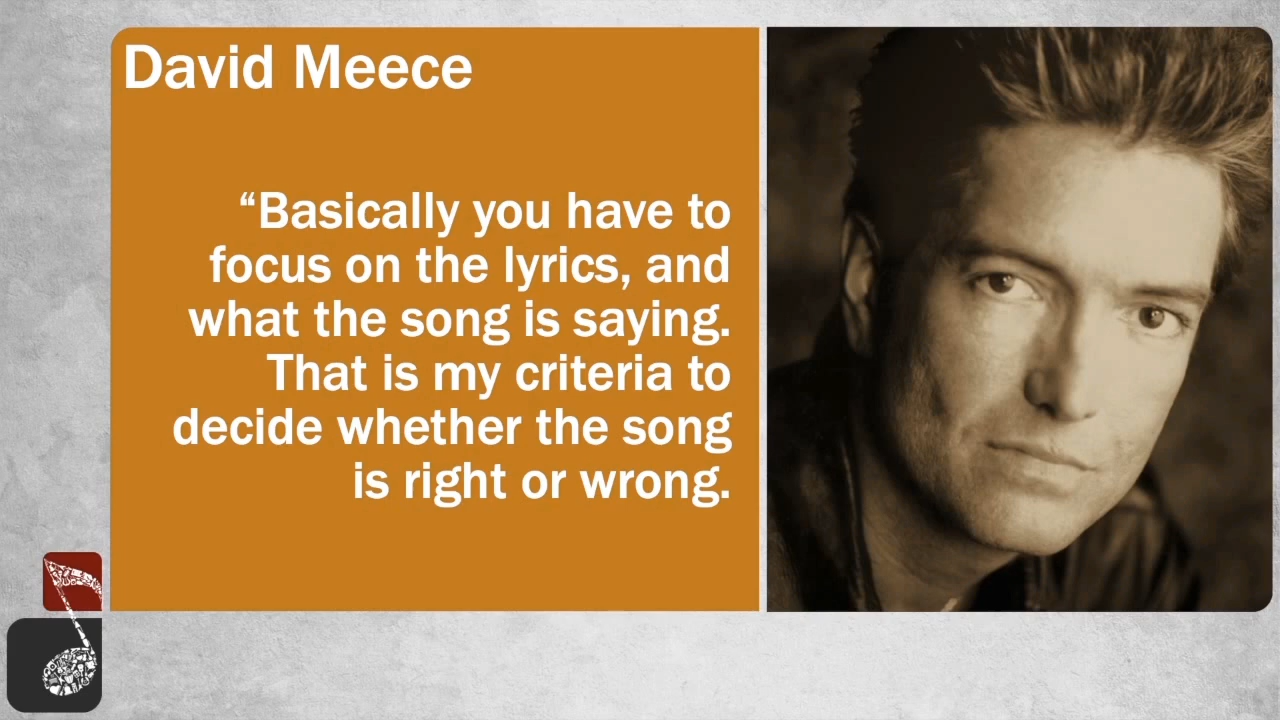 David Meece
“Basically you have to
focus on the lyrics, and
what the song is saying.
That is my criteria to
decide whether the song
is right or wrong.